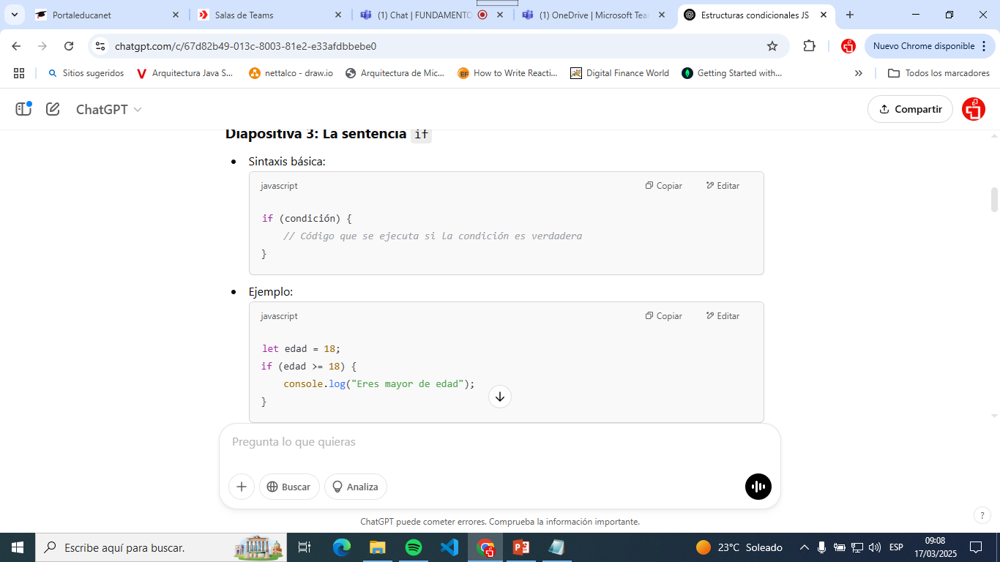 Portaleducanet
Salas de Teams
(1) Chat | FUNDAMENTO
(1) OneDrive | Microsoft Tea
Estructuras condicionales JS
chatgpt.com/c/67d82b49-013c-8003-81e2-e33afdbbebe0
Nuevo Chrome disponible
Sitios sugeridos
Arquitectura Java S...
nettalco - draw.io
Arquitectura de Mic...
How to Write Reacti...
Digital Finance World
Getting Started with...
Todos los marcadores
ChatGPT
Compartir
Diapositiva 3: La sentencia if
Sintaxis básica:
javascript
Copiar
Editar
if (condición) {
// Código que se ejecuta si la condición es verdadera
}
Ejemplo:
javascript
Copiar
Editar
let edad = 18;
if (edad >= 18) {
console.log("Eres mayor de edad");
}
Pregunta lo que quieras
Buscar
Analiza
ChatGPT puede cometer errores. Comprueba la información importante.
?
Escribe aquí para buscar.
23°C Soleado
ESP
09:08
17/03/2025